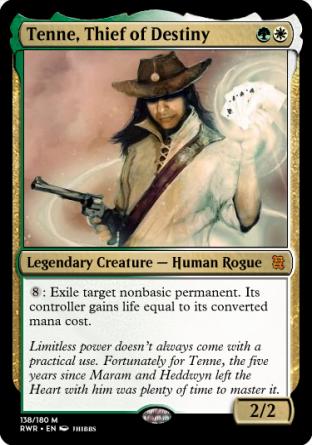 Tenne, Thief of Destiny
Legendary Creature — Human Rogue
8: Exile target nonbasic permanent. Its
controller gains life equal to its converted
mana cost.
Limitless power doesn't always come with a
practical use. Fortunately for Tenne, the five
years since Maram and Heddwyn left the
Heart with him was plenty of time to master it.
2/2
138/180 M
RWR • EN JHIBBS